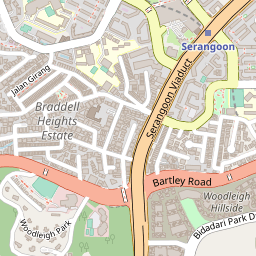 Serangoon
Jalan Girang
Serangoon Viaduct
Braddell
Heights
Estate
Bartley Road
Woodleigh
Hillside
Woodleigh Park
Bidadari Park D